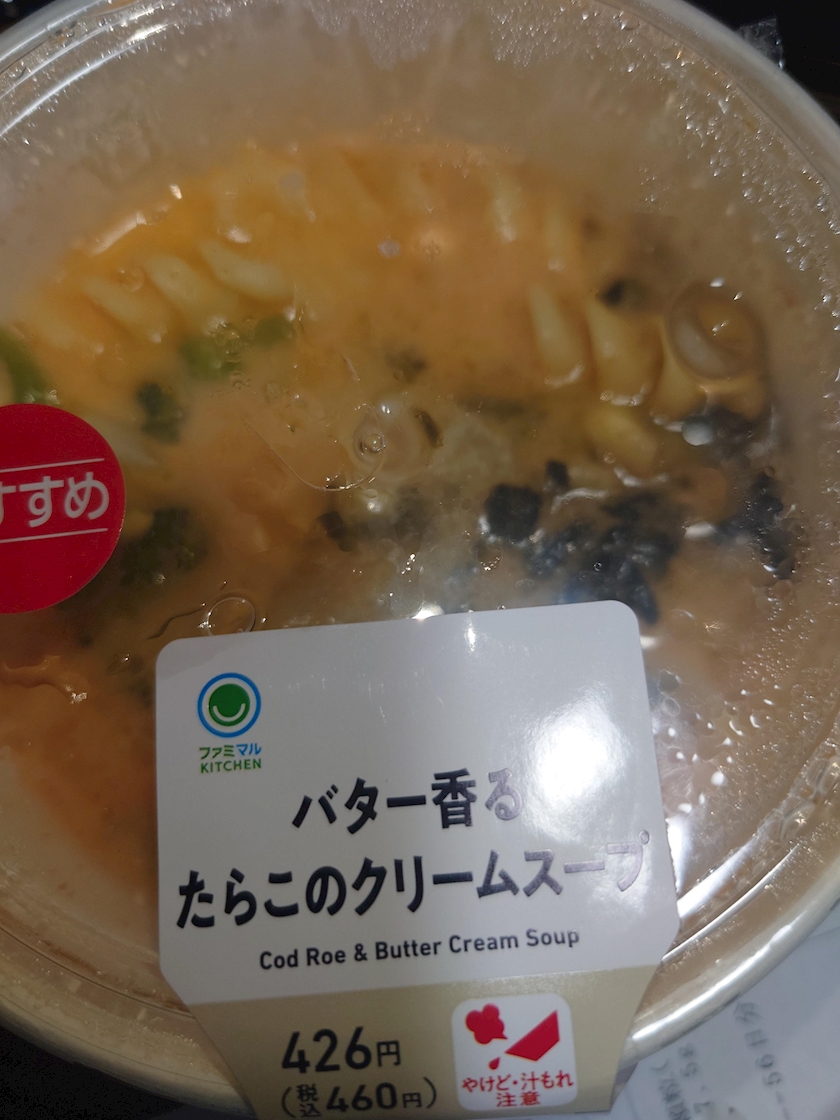 すすめ
ファミマル
KITCHEN
バター香る
たらこのクリームスープ
Cod Roe & Butter Cream Soup
426円
(税込460円)
やけど・汁もれ
注意